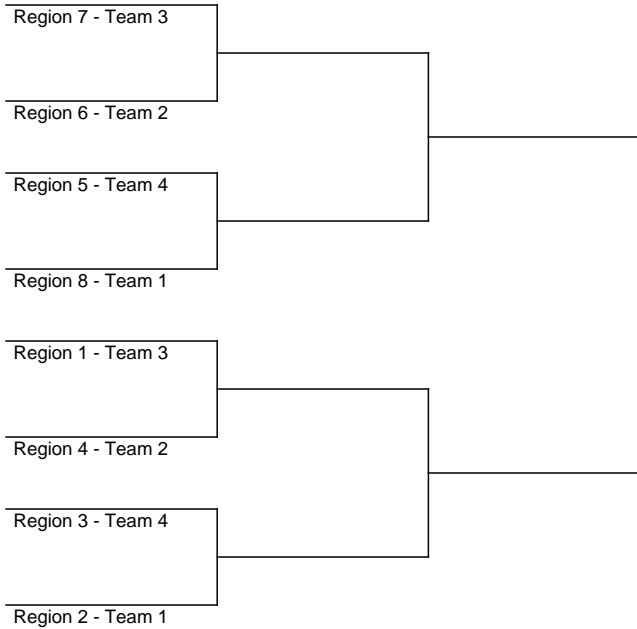 Region 7 - Team 3
Region 6 - Team 2
Region 5 - Team 4
Region 8 - Team 1
Region 1 - Team 3
Region 4 - Team 2
Region 3 - Team 4
Region 2 - Team 1